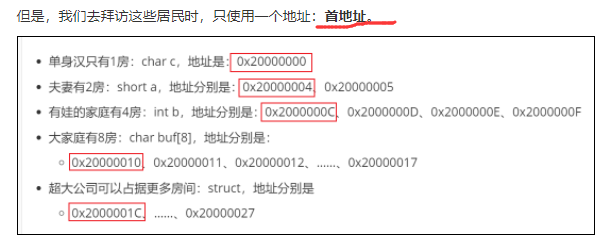 但是，我们去拜访这些居民时，只使用一个地址：首地址。
• 单身汉只有1房：char c，地址是：0x20000000
• 夫妻有2房：short a，地址分别是：0x20000004、0x20000005
• 有娃的家庭有4房：int b，地址分别是：0x2000000C、0x2000000D、0x2000000E、0x2000000F
• 大家庭有8房：char buf[8]，地址分别是：
○ 0x20000010、0x20000011、0x20000012、……、0x20000017
• 超大公司可以占据更多房间：struct，地址分别是
○ 0x2000001C、……、0x20000027